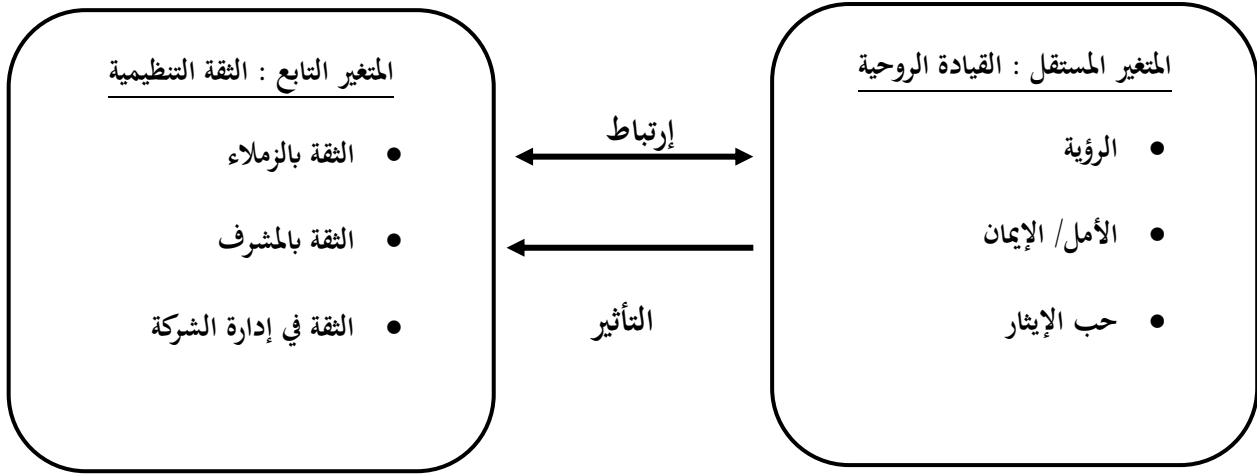 المتغير المستقل : القيادة الروحية
• الرؤية
• الأمل/ الإيمان
• حب الإيثار
إرتباط
التأثير
المتغير التابع : الثقة التنظيمية
• الثقة بالزملاء
• الثقة بالمشرف
• الثقة في إدارة الشركة